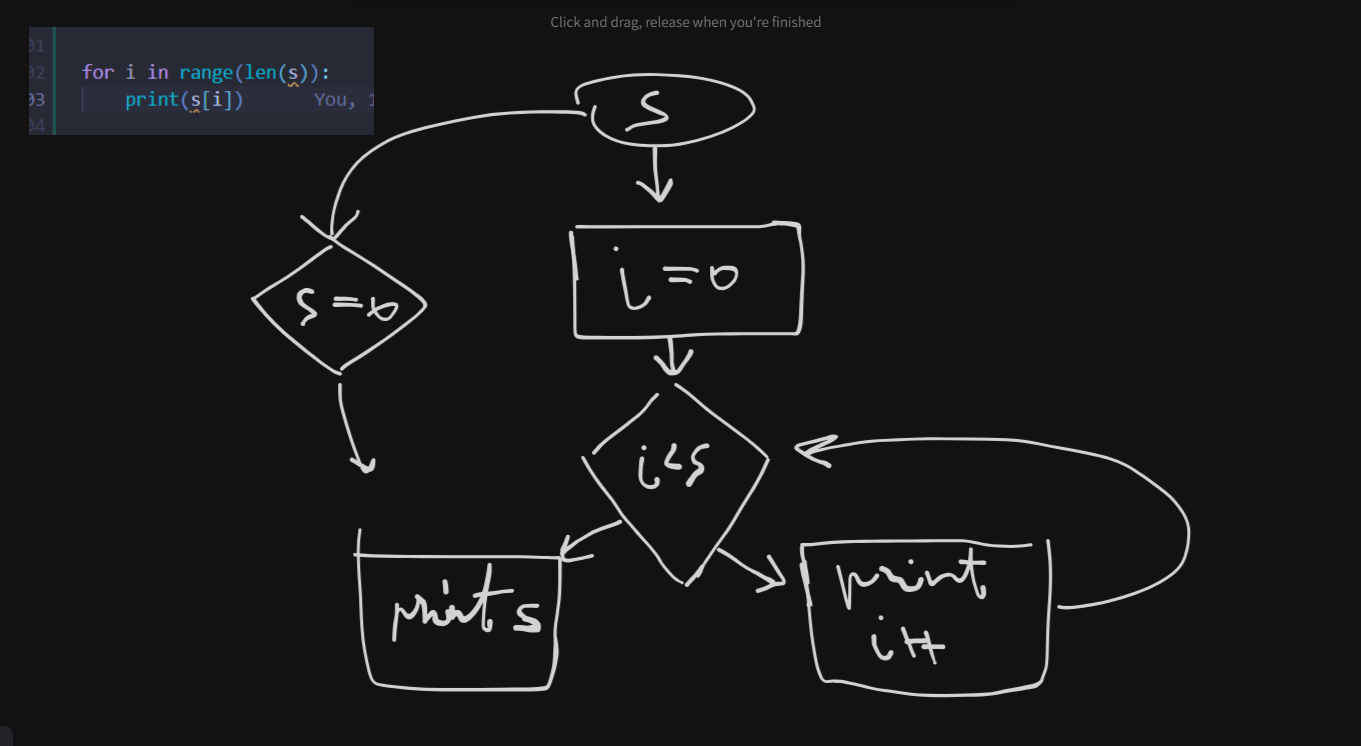 Click and drag, release when you're finished
01
02 for i in range(len(s)):
03 print(s[i]) You, 1
04
S
i = 0
S = 0
i < S
print s
print
i++